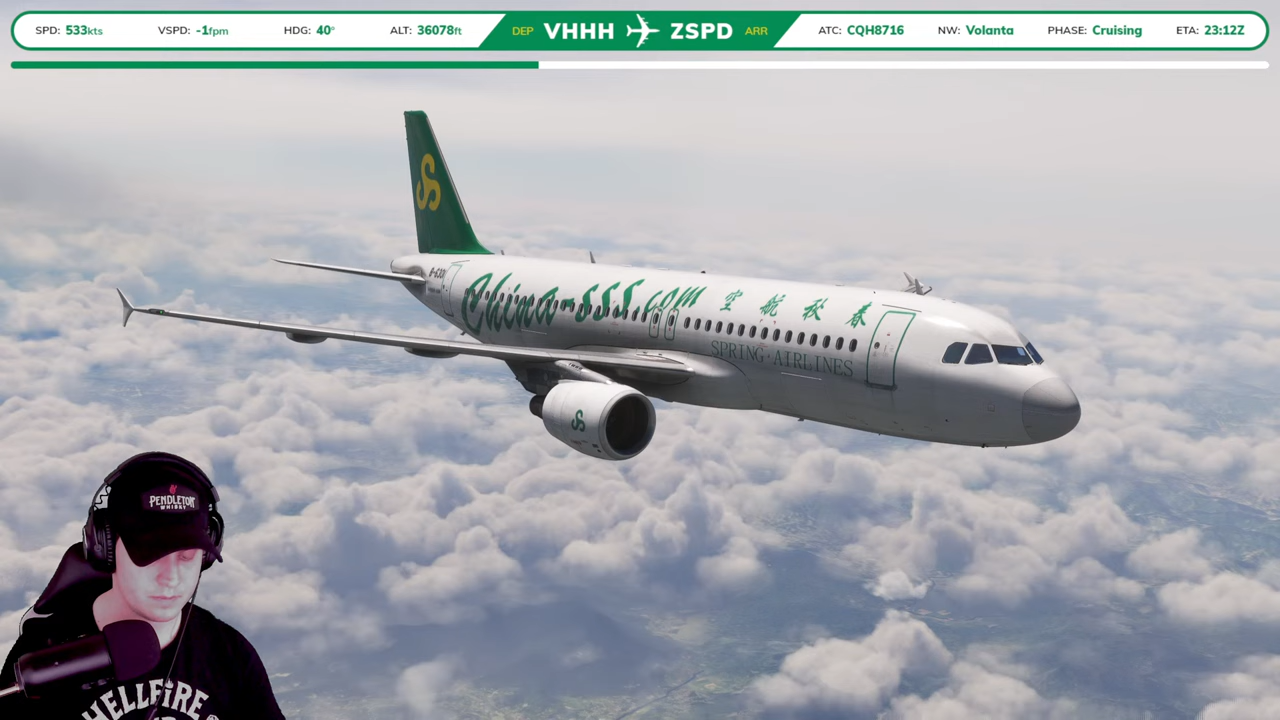 SPD: 533kts VSPD: -1fpm HDG: 40° ALT: 36078ft DEP VHHH ZSPD ARR ATC: CQH8716 NW: Volanta PHASE: Cruising ETA: 23:12Z
China-sss.com 空航秋春
SPRING·AIRLINES
PENDLETON
WHISKY
HELLFIRE